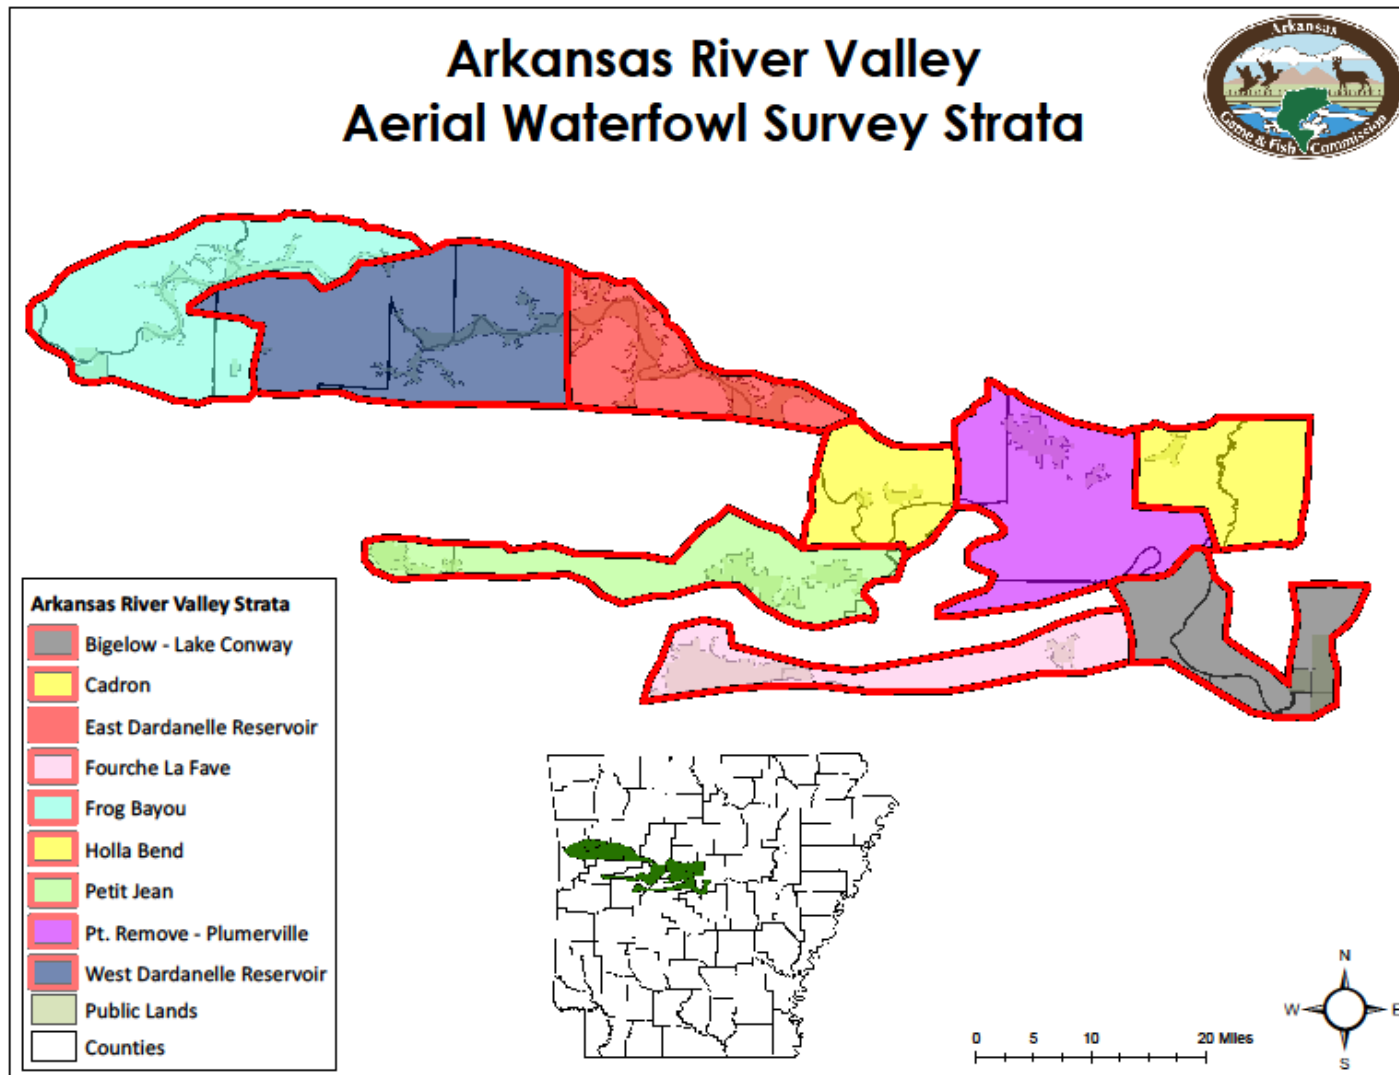 Arkansas River Valley
Aerial Waterfowl Survey Strata
Arkansas
Game & Fish Commission
Arkansas River Valley Strata
Bigelow - Lake Conway
Cadron
East Dardanelle Reservoir
Fourche La Fave
Frog Bayou
Holla Bend
Petit Jean
Pt. Remove - Plumerville
West Dardanelle Reservoir
Public Lands
Counties
0 5 10 20 Miles
N
W E
S